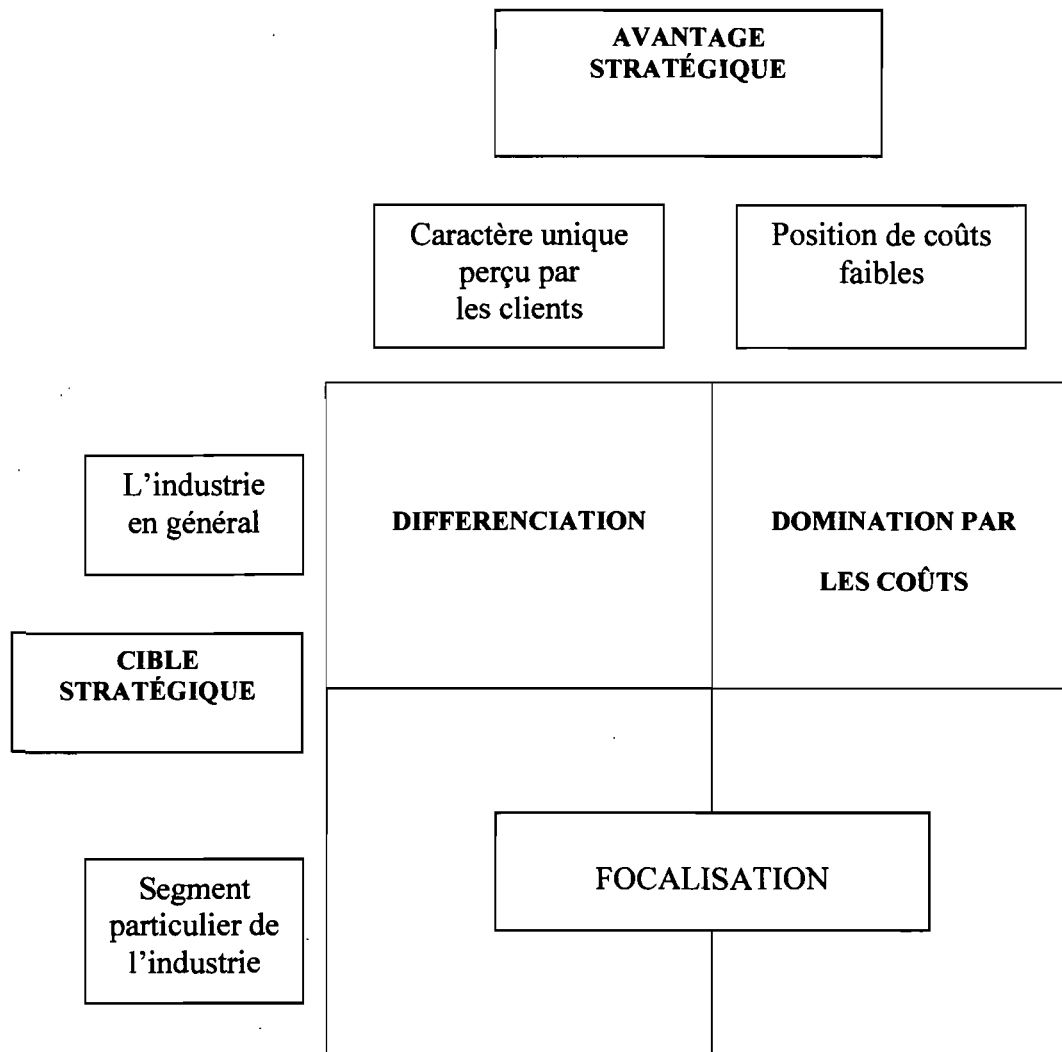 AVANTAGE
STRATÉGIQUE
Caractère unique
perçu par
les clients
Position de coûts
faibles
L'industrie
en général
DIFFERENCIATION
DOMINATION PAR
LES COÛTS
CIBLE
STRATÉGIQUE
Segment
particulier de
l'industrie
FOCALISATION